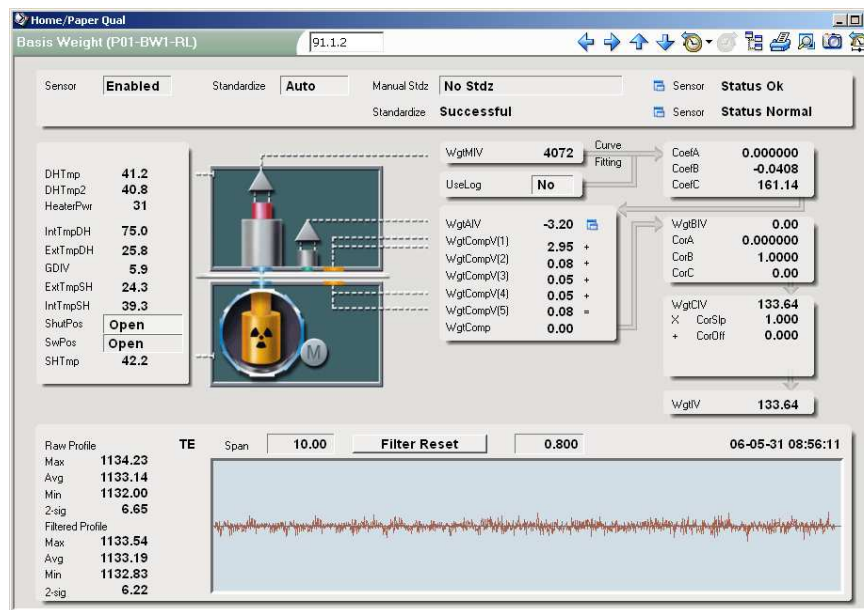 Home/Paper Qual
Basis Weight (P01-BW1-RL)
91.1.2
Sensor Enabled Standardize Auto Manual Stdz No Stdz Sensor Status Ok
Standardize Successful Sensor Status Normal
DHTmp 41.2
DHTmp2 40.8
HeaterPwr 31
IntTmpDH 75.0
ExtTmpDH 25.8
GDIV 5.9
ExtTmpSH 24.3
IntTmpSH 39.3
ShutPos Open
SwPos Open
SHTmp 42.2
M
WgtMIV 4072
UseLog No
Curve
Fitting
CoefA 0.000000
CoefB -0.0408
CoefC 161.14
WgtAIV -3.20
WgtCompV(1) 2.95 +
WgtCompV(2) 0.08 +
WgtCompV(3) 0.05 +
WgtCompV(4) 0.05 +
WgtCompV(5) 0.08 =
WgtComp 0.00
WgtBIV 0.00
CorA 0.000000
CorB 1.0000
CorC 0.00
WgtCIV 133.64
X CorSlp 1.000
+ CorOff 0.000
WgtIV 133.64
Raw Profile TE Span 10.00 Filter Reset 0.800 06-05-31 08:56:11
Max 1134.23
Avg 1133.14
Min 1132.00
2-sig 6.65
Filtered Profile
Max 1133.54
Avg 1133.19
Min 1132.83
2-sig 6.22